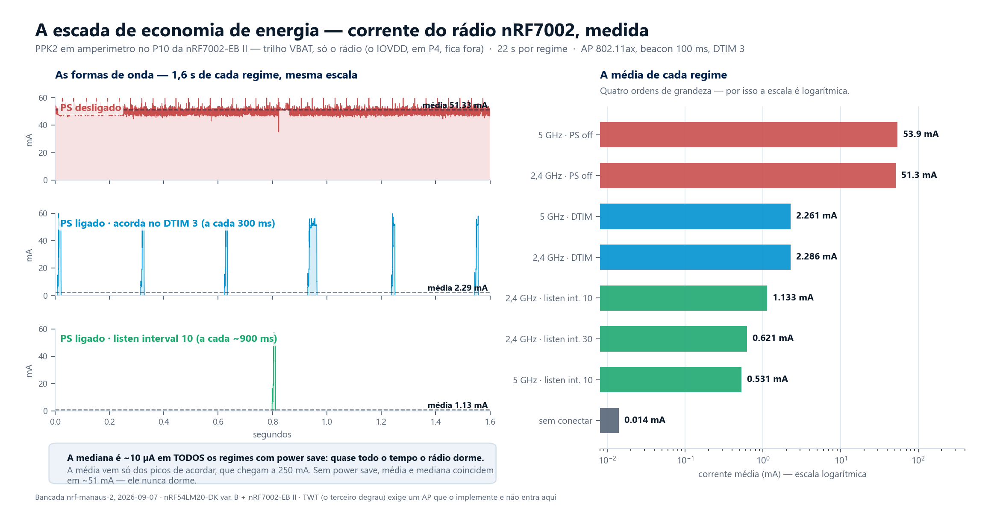 A escada de economia de energia — corrente do rádio nRF7002, medida
PPK2 em amperímetro no P10 da nRF7002-EB II — trilho VBAT, só o rádio (o IOVDD, em P4, fica fora) · 22 s por regime · AP 802.11ax, beacon 100 ms, DTIM 3
As formas de onda — 1,6 s de cada regime, mesma escala
60
40
20
0
mA
PS desligado
média 51.33 mA
60
40
20
0
mA
PS ligado · acorda no DTIM 3 (a cada 300 ms)
média 2.29 mA
60
40
20
0
mA
PS ligado · listen interval 10 (a cada ~900 ms)
média 1.13 mA
0.0 0.2 0.4 0.6 0.8 1.0 1.2 1.4 1.6
segundos
A mediana é ~10 µA em TODOS os regimes com power save: quase todo o tempo o rádio dorme.
A média vem só dos picos de acordar, que chegam a 250 mA. Sem power save, média e mediana coincidem
em ~51 mA — ele nunca dorme.
A média de cada regime
Quatro ordens de grandeza — por isso a escala é logarítmica.
5 GHz · PS off 53.9 mA
2,4 GHz · PS off 51.3 mA
5 GHz · DTIM 2.261 mA
2,4 GHz · DTIM 2.286 mA
2,4 GHz · listen int. 10 1.133 mA
2,4 GHz · listen int. 30 0.621 mA
5 GHz · listen int. 10 0.531 mA
sem conectar 0.014 mA
10⁻² 10⁻¹ 10⁰ 10¹ 10²
corrente média (mA) — escala logarítmica
Bancada nrf-manaus-2, 2026-09-07 · nRF54LM20-DK var. B + nRF7002-EB II · TWT (o terceiro degrau) exige um AP que o implemente e não entra aqui